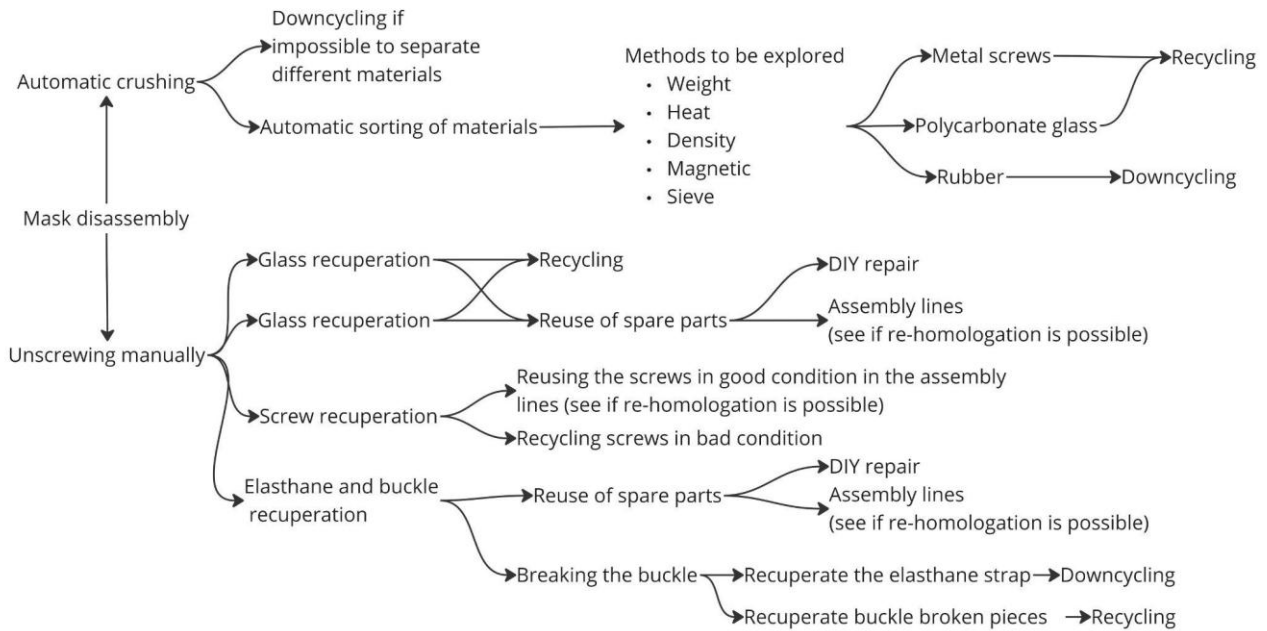 Downcycling if
impossible to separate
different materials
Automatic crushing
Automatic sorting of materials
Methods to be explored
• Weight
• Heat
• Density
• Magnetic
• Sieve
Metal screws
Recycling
Polycarbonate glass
Rubber
Downcycling
Mask disassembly
Unscrewing manually
Glass recuperation
Recycling
Glass recuperation
Reuse of spare parts
DIY repair
Assembly lines
(see if re-homologation is possible)
Screw recuperation
Reusing the screws in good condition in the assembly
lines (see if re-homologation is possible)
Recycling screws in bad condition
Elasthane and buckle
recuperation
Reuse of spare parts
DIY repair
Assembly lines
(see if re-homologation is possible)
Breaking the buckle
Recuperate the elasthane strap
Downcycling
Recuperate buckle broken pieces
Recycling